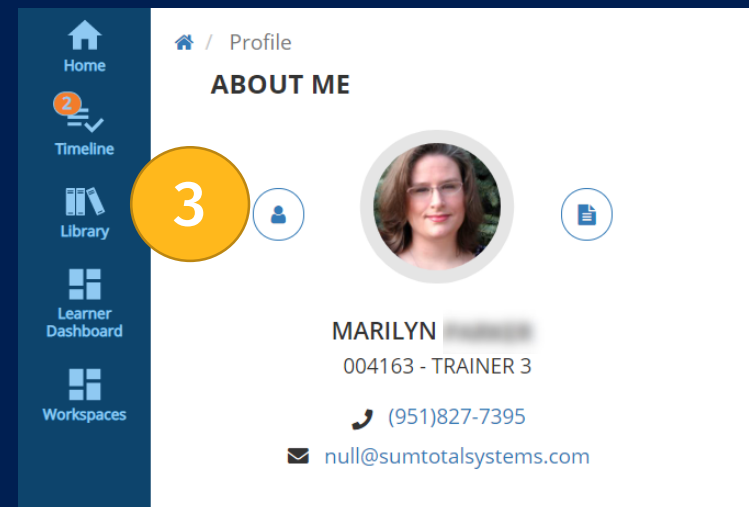 Home
2
Timeline
Library
Learner
Dashboard
Workspaces
/ Profile
ABOUT ME
3
MARILYN
004163 - TRAINER 3
(951)827-7395
null@sumtotalsystems.com